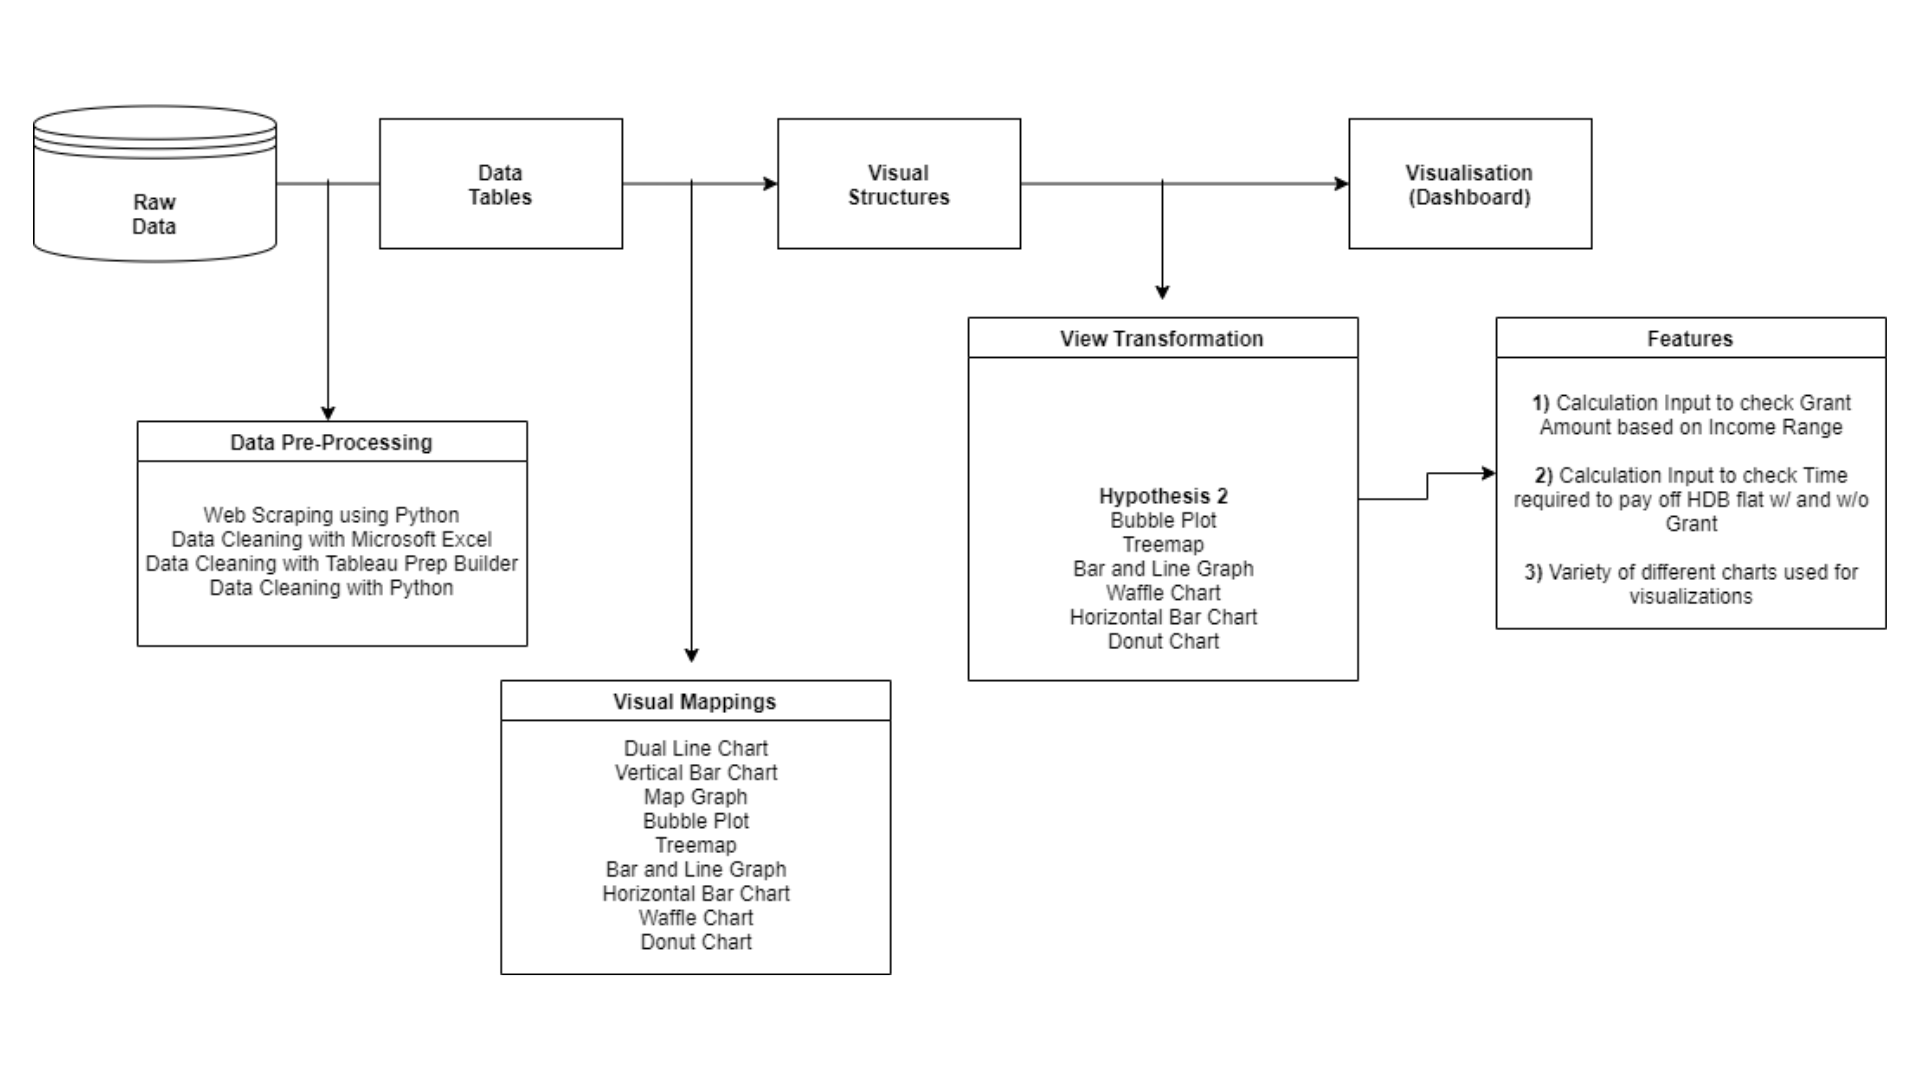 Raw
Data
Data
Tables
Visual
Structures
Visualisation
(Dashboard)
Data Pre-Processing
Web Scraping using Python
Data Cleaning with Microsoft Excel
Data Cleaning with Tableau Prep Builder
Data Cleaning with Python
Visual Mappings
Dual Line Chart
Vertical Bar Chart
Map Graph
Bubble Plot
Treemap
Bar and Line Graph
Horizontal Bar Chart
Waffle Chart
Donut Chart
View Transformation
Hypothesis 2
Bubble Plot
Treemap
Bar and Line Graph
Waffle Chart
Horizontal Bar Chart
Donut Chart
Features
1) Calculation Input to check Grant
Amount based on Income Range
2) Calculation Input to check Time
required to pay off HDB flat w/ and w/o
Grant
3) Variety of different charts used for
visualizations